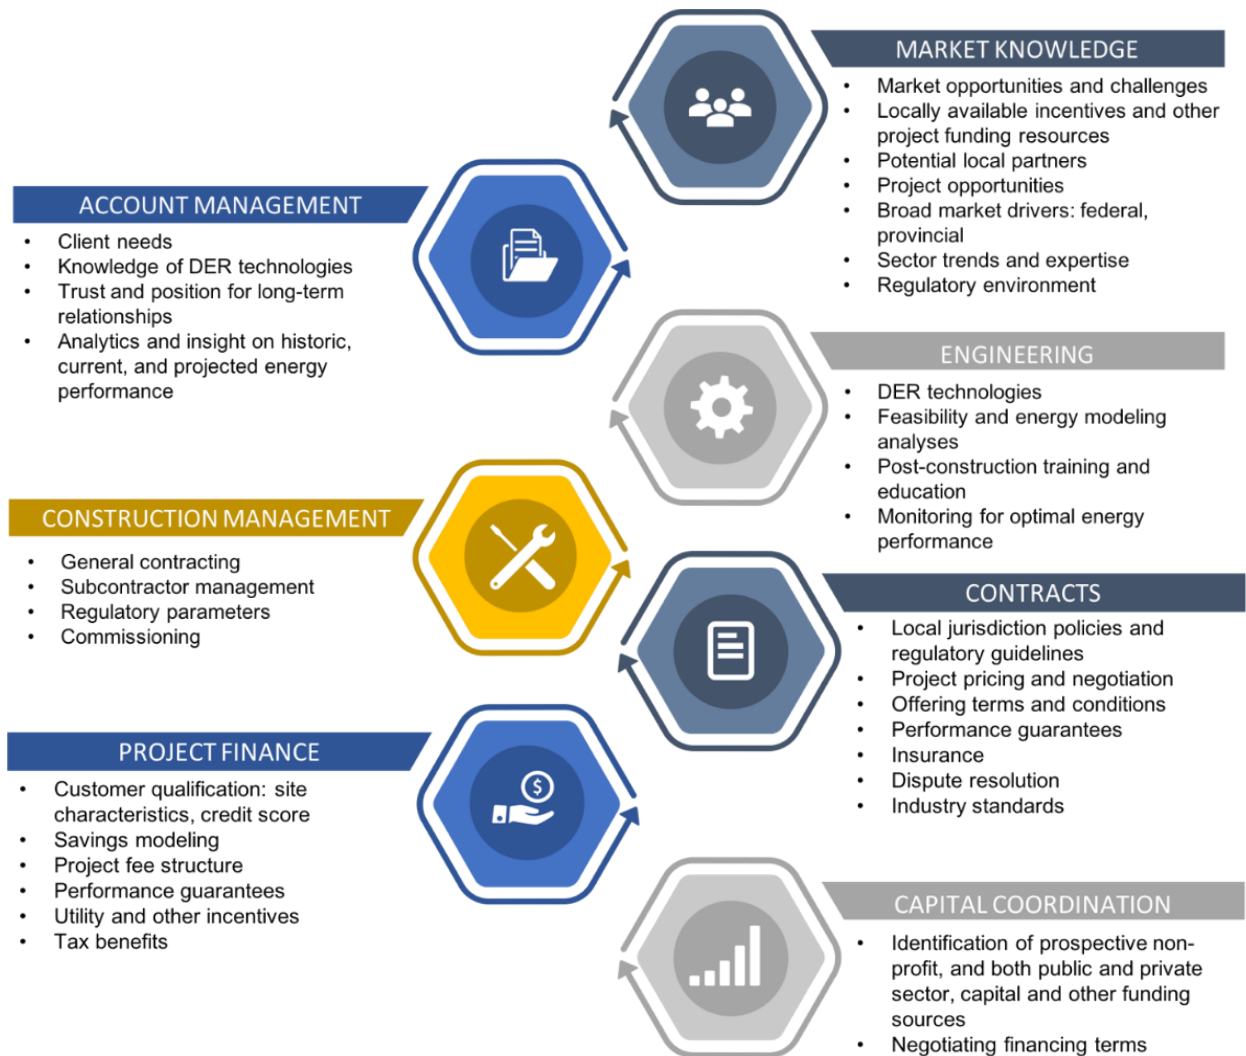 MARKET KNOWLEDGE
• Market opportunities and challenges
• Locally available incentives and other
project funding resources
• Potential local partners
• Project opportunities
• Broad market drivers: federal,
provincial
• Sector trends and expertise
• Regulatory environment
ACCOUNT MANAGEMENT
• Client needs
• Knowledge of DER technologies
• Trust and position for long-term
relationships
• Analytics and insight on historic,
current, and projected energy
performance
ENGINEERING
• DER technologies
• Feasibility and energy modeling
analyses
• Post-construction training and
education
• Monitoring for optimal energy
performance
CONSTRUCTION MANAGEMENT
• General contracting
• Subcontractor management
• Regulatory parameters
• Commissioning
CONTRACTS
• Local jurisdiction policies and
regulatory guidelines
• Project pricing and negotiation
• Offering terms and conditions
• Performance guarantees
• Insurance
• Dispute resolution
• Industry standards
PROJECT FINANCE
• Customer qualification: site
characteristics, credit score
• Savings modeling
• Project fee structure
• Performance guarantees
• Utility and other incentives
• Tax benefits
$
CAPITAL COORDINATION
• Identification of prospective non-
profit, and both public and private
sector, capital and other funding
sources
• Negotiating financing terms